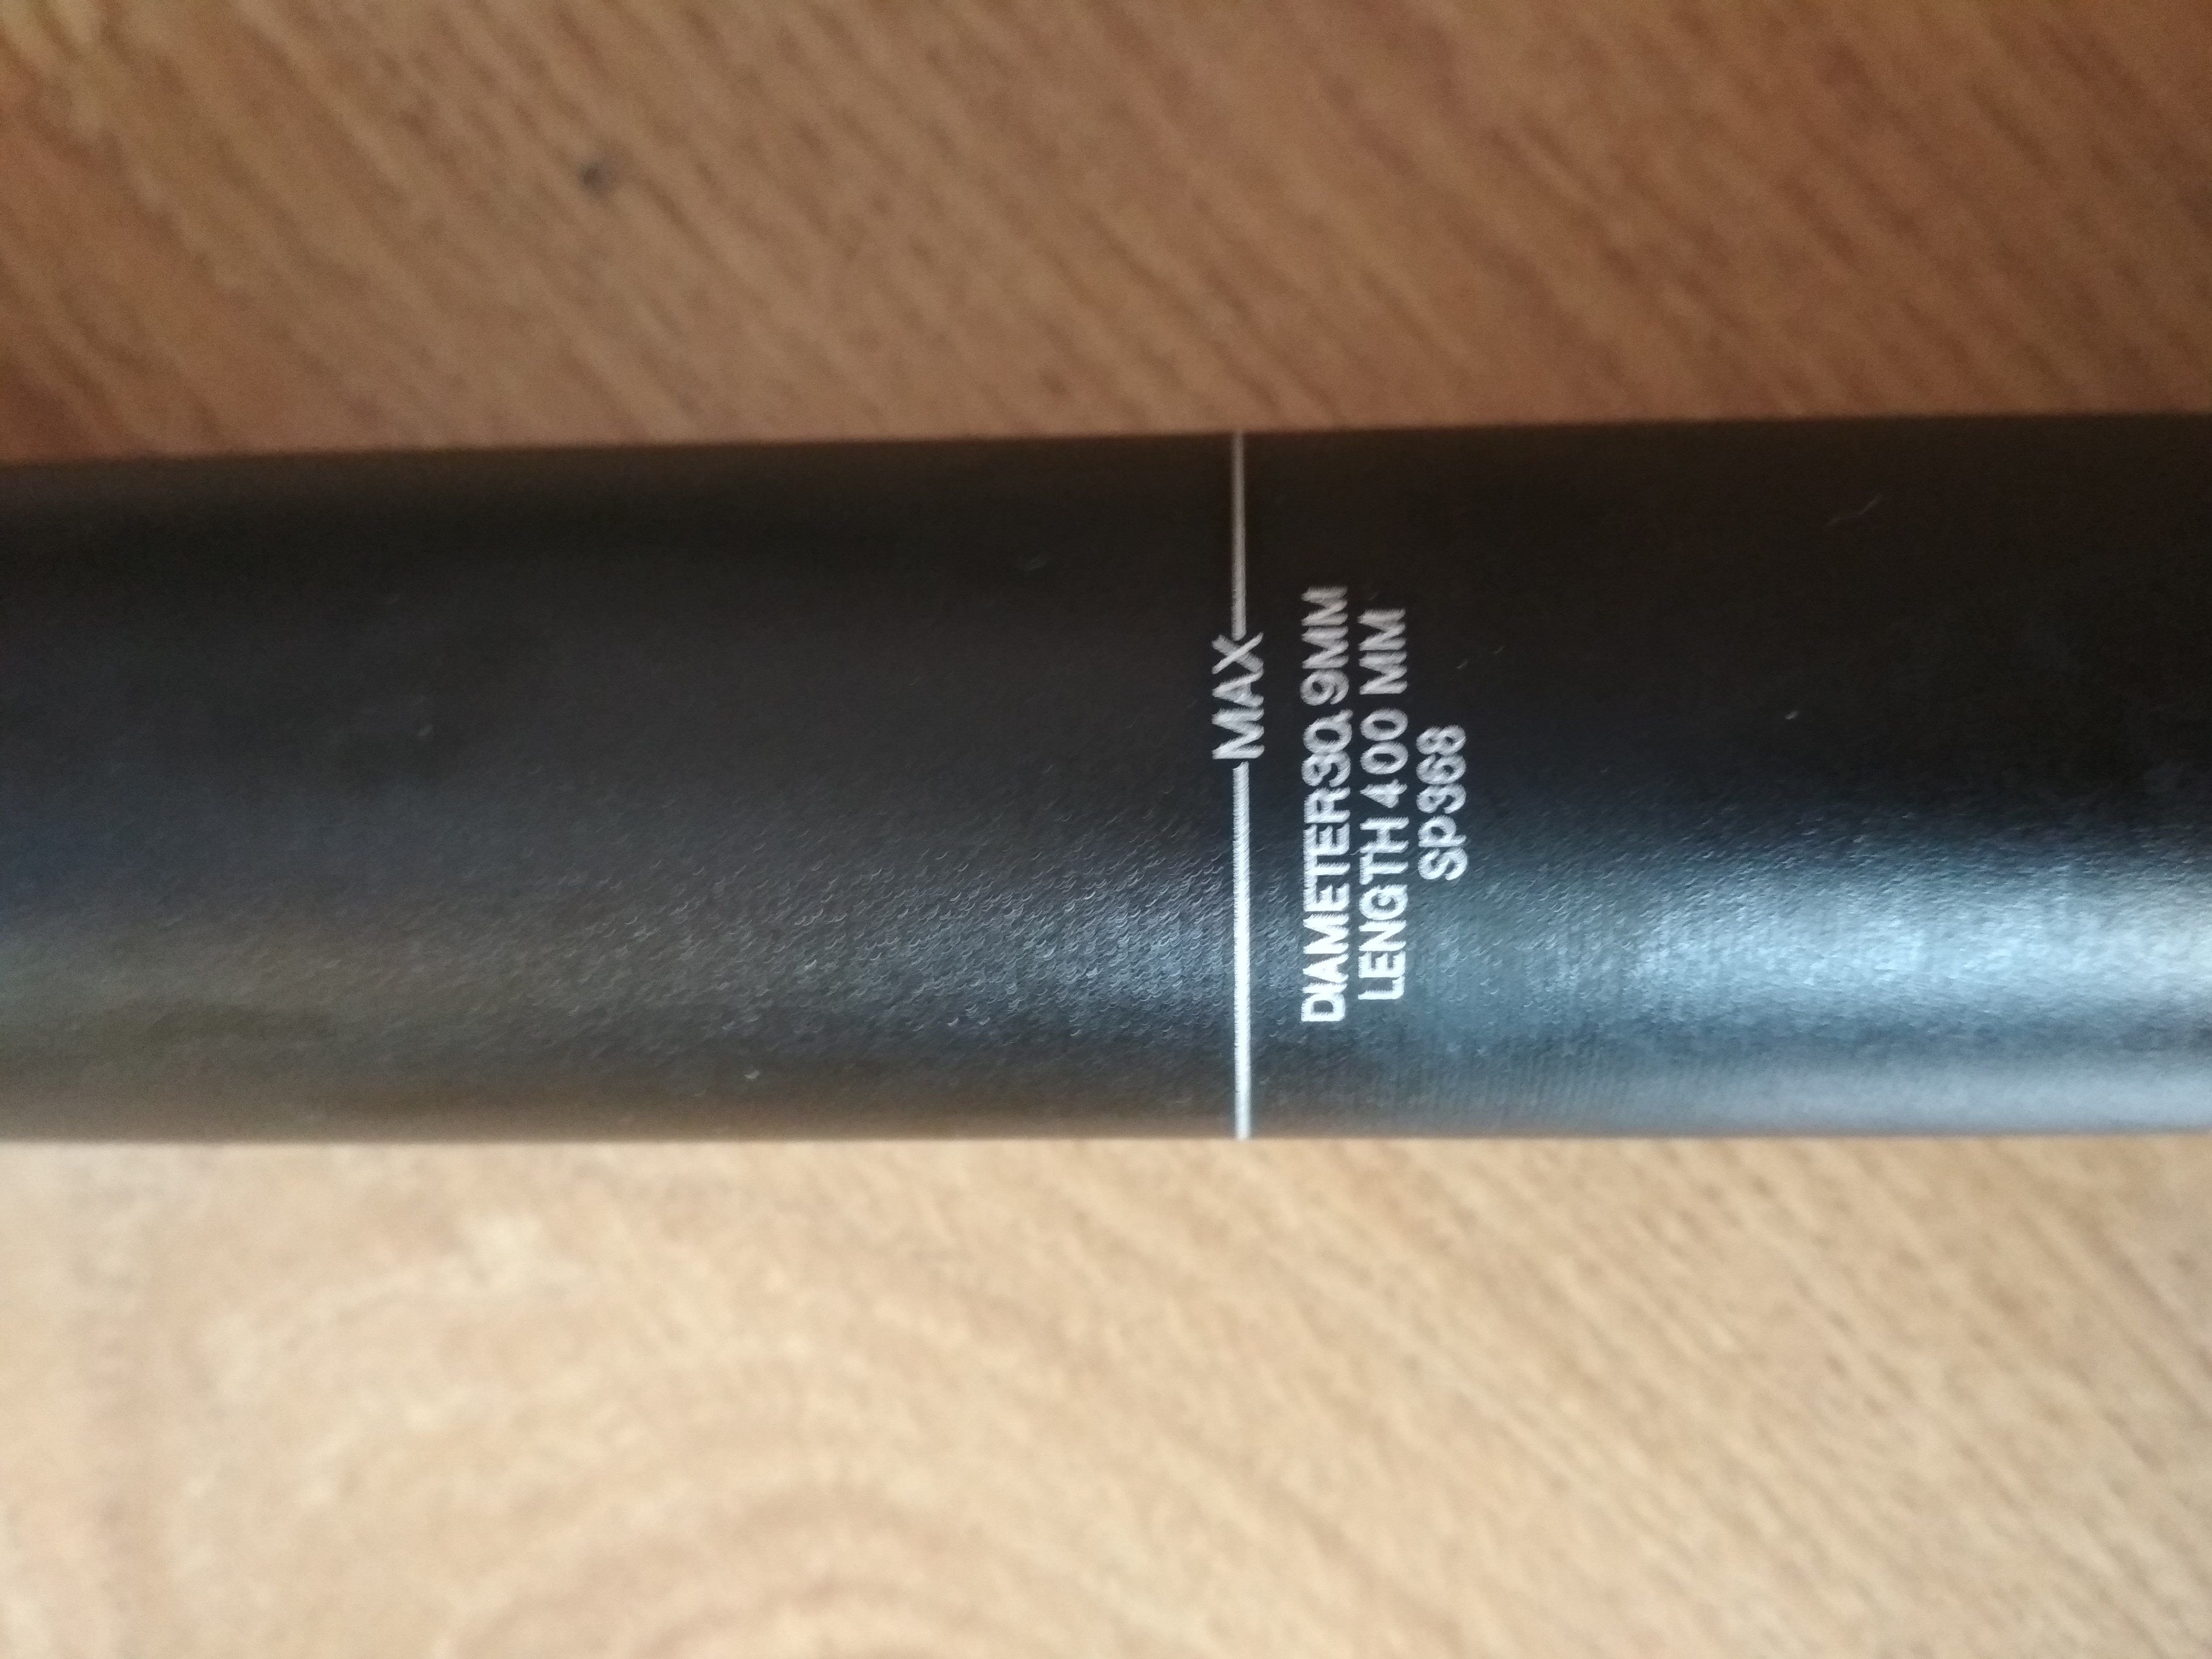 MAX
DIAMETER30.9MM
LENGTH 400 MM
SP368